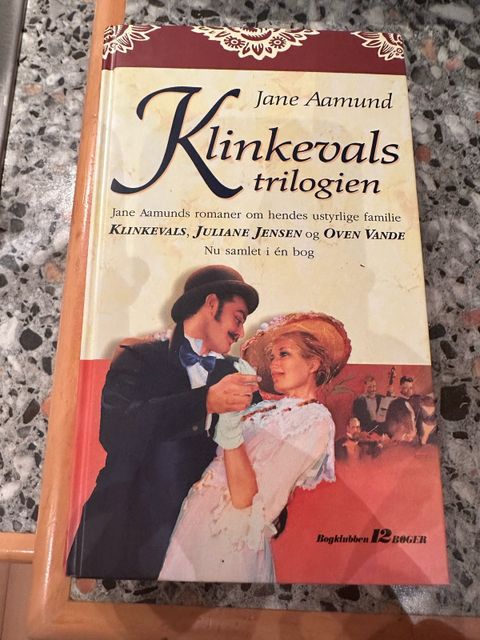 Jane Aamund
Klinkevals
trilogien
Jane Aamunds romaner om hendes ustyrlige familie
KLINKEVALS, JULIANE JENSEN og OVEN VANDE
Nu samlet i én bog
Bogklubben 12 BØGER